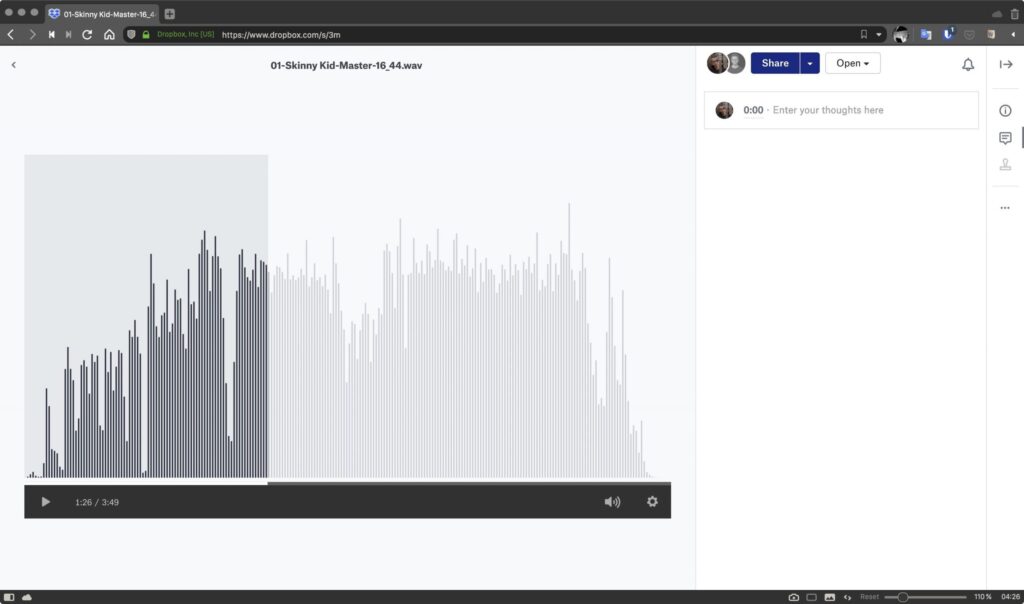 01-Skinny Kid-Master-16_4
Dropbox, Inc [US] https://www.dropbox.com/s/3m
01-Skinny Kid-Master-16_44.wav
Share
Open
0:00 · Enter your thoughts here
1:26 / 3:49
Reset 110 % 04:26